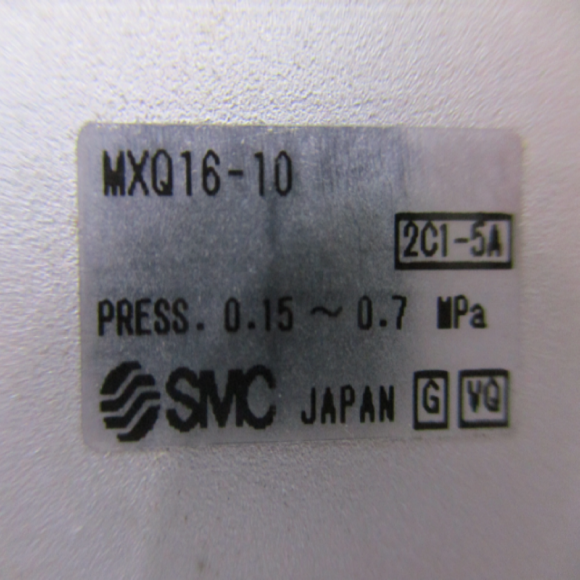 MXQ16-10
2C1-5A
PRESS. 0.15 ~ 0.7 MPa
SMC JAPAN G VQ